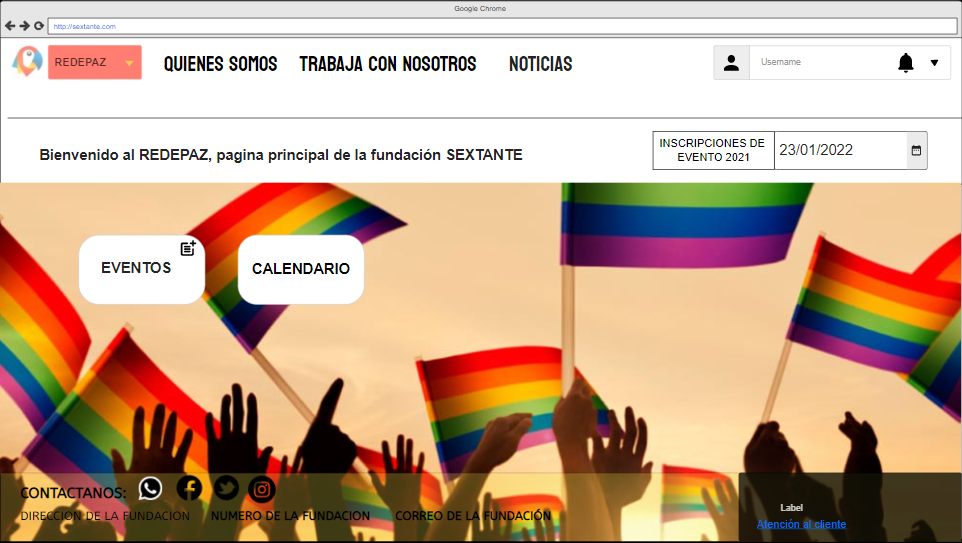 Google Chrome
http://sextante.com
REDEPAZ
QUIENES SOMOS
TRABAJA CON NOSOTROS
NOTICIAS
Username
Bienvenido al REDEPAZ, pagina principal de la fundación SEXTANTE
INSCRIPCIONES DE
EVENTO 2021
23/01/2022
EVENTOS
CALENDARIO
CONTACTANOS:
DIRECCION DE LA FUNDACION
NUMERO DE LA FUNDACION
CORREO DE LA FUNDACIÓN
Label
Atención al cliente